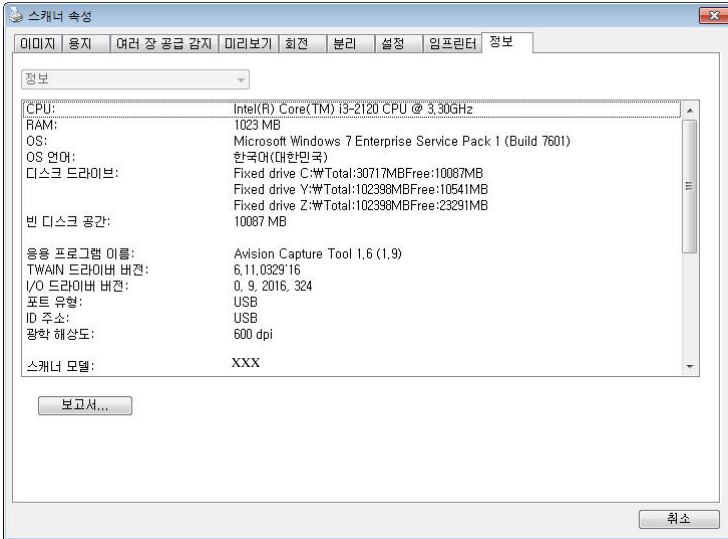 스캐너 속성
이미지 용지 여러 장 공급 감지 미리보기 회전 분리 설정 임프린터 정보
정보
CPU: Intel(R) Core(TM) i3-2120 CPU @ 3.30GHz
RAM: 1023 MB
OS: Microsoft Windows 7 Enterprise Service Pack 1 (Build 7601)
OS 언어: 한국어(대한민국)
디스크 드라이브: Fixed drive C:₩Total:30717MBFree:10087MB
Fixed drive Y:₩Total:102398MBFree:10541MB
Fixed drive Z:₩Total:102398MBFree:23291MB
빈 디스크 공간: 10087 MB
응용 프로그램 이름: Avision Capture Tool 1.6 (1.9)
TWAIN 드라이버 버전: 6.11.0329'16
I/O 드라이버 버전: 0, 9, 2016, 324
포트 유형: USB
ID 주소: USB
광학 해상도: 600 dpi
스캐너 모델: XXX
보고서...
취소